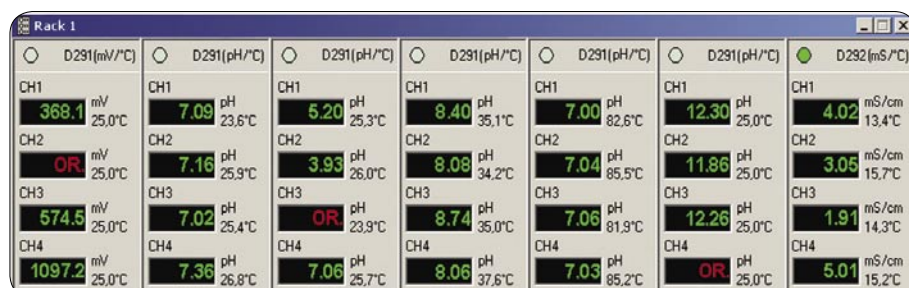 Rack 1
D291(mV/°C) D291(pH/°C) D291(pH/°C) D291(pH/°C) D291(pH/°C) D291(pH/°C) D292(mS/°C)
CH1 CH1 CH1 CH1 CH1 CH1 CH1
368.1 mV 7.09 pH 5.20 pH 8.40 pH 7.00 pH 12.30 pH 4.02 mS/cm
25,0°C 23,6°C 25,3°C 35,1°C 82,6°C 25,0°C 13,4°C
CH2 CH2 CH2 CH2 CH2 CH2 CH2
OR. mV 7.16 pH 3.93 pH 8.08 pH 7.04 pH 11.86 pH 3.05 mS/cm
25,0°C 25,9°C 26,0°C 34,2°C 85,5°C 25,0°C 15,7°C
CH3 CH3 CH3 CH3 CH3 CH3 CH3
574.5 mV 7.02 pH OR. pH 8.74 pH 7.06 pH 12.26 pH 1.91 mS/cm
25,0°C 25,4°C 23,9°C 35,0°C 81,9°C 25,0°C 14,3°C
CH4 CH4 CH4 CH4 CH4 CH4 CH4
1097.2 mV 7.36 pH 7.06 pH 8.06 pH 7.03 pH OR. pH 5.01 mS/cm
25,0°C 26,8°C 25,7°C 37,6°C 85,2°C 25,0°C 15,2°C